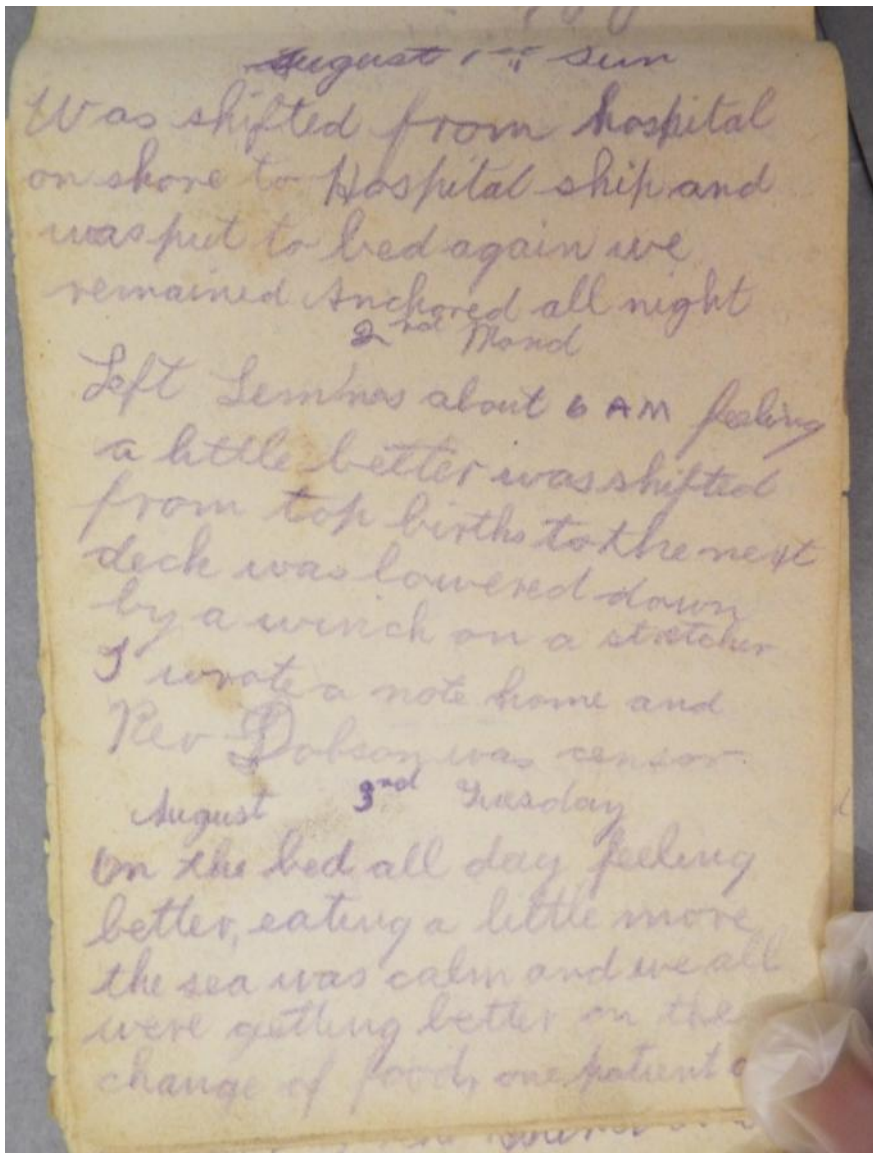 August 1st Sun
Was shifted from hospital
on shore to Hospital ship and
was put to bed again we
remained Anchored all night
2nd Mond
Left Lemnos about 6 AM feeling
a little better was shifted
from top births to the next
deck was lowered down
by a winch on a stretcher
I wrote a note home and
Rev Dobson was censor.
August 3rd Tuesday
On the bed all day feeling
better, eating a little more
the sea was calm and we all
were getting better on the
change of food, one patient